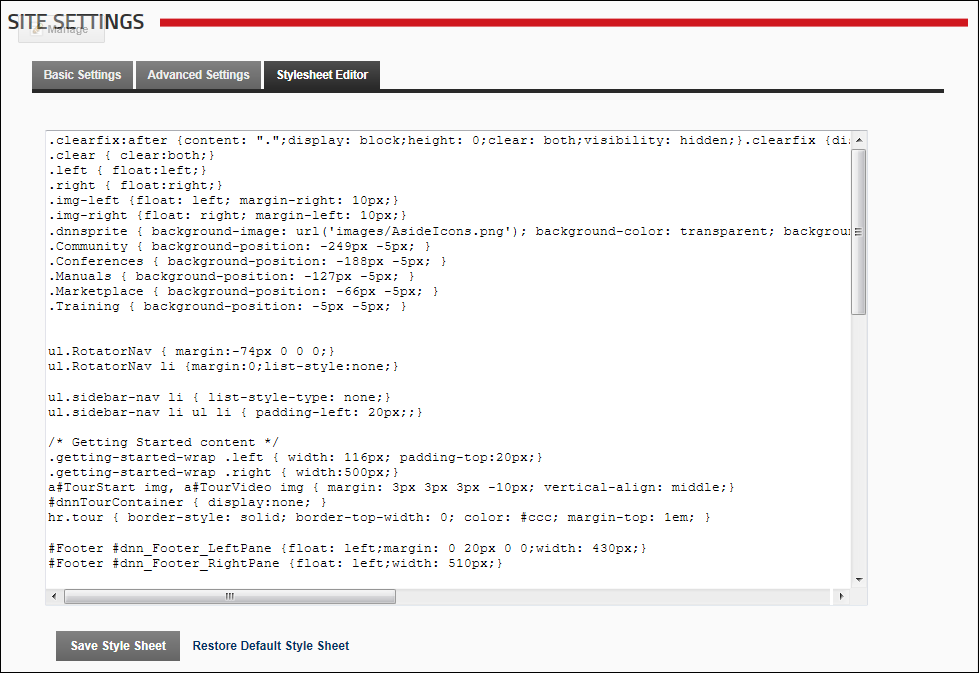 SITE SETTINGS
Manage
Basic Settings
Advanced Settings
Stylesheet Editor
.clearfix:after {content: ".";display: block;height: 0;clear: both;visibility: hidden;}.clearfix {di
.clear { clear:both;}
.left { float:left;}
.right { float:right;}
.img-left {float: left; margin-right: 10px;}
.img-right {float: right; margin-left: 10px;}
.dnnsprite { background-image: url('images/AsideIcons.png'); background-color: transparent; backgroun
.Community { background-position: -249px -5px; }
.Conferences { background-position: -188px -5px; }
.Manuals { background-position: -127px -5px; }
.Marketplace { background-position: -66px -5px; }
.Training { background-position: -5px -5px; }
ul.RotatorNav { margin:-74px 0 0 0;}
ul.RotatorNav li {margin:0;list-style:none;}
ul.sidebar-nav li { list-style-type: none;}
ul.sidebar-nav li ul li { padding-left: 20px;;}
/* Getting Started content */
.getting-started-wrap .left { width: 116px; padding-top:20px;}
.getting-started-wrap .right { width:500px;}
a#TourStart img, a#TourVideo img { margin: 3px 3px 3px -10px; vertical-align: middle;}
#dnnTourContainer { display:none; }
hr.tour { border-style: solid; border-top-width: 0; color: #ccc; margin-top: 1em; }
#Footer #dnn_Footer_LeftPane {float: left;margin: 0 20px 0 0;width: 430px;}
#Footer #dnn_Footer_RightPane {float: left;width: 510px;}
Save Style Sheet
Restore Default Style Sheet